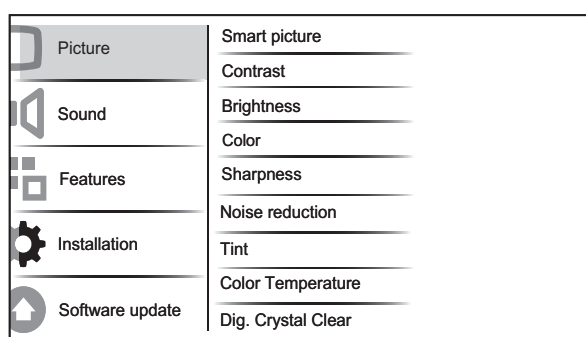 Picture
Sound
Features
Installation
Software update
Smart picture
Contrast
Brightness
Color
Sharpness
Noise reduction
Tint
Color Temperature
Dig. Crystal Clear